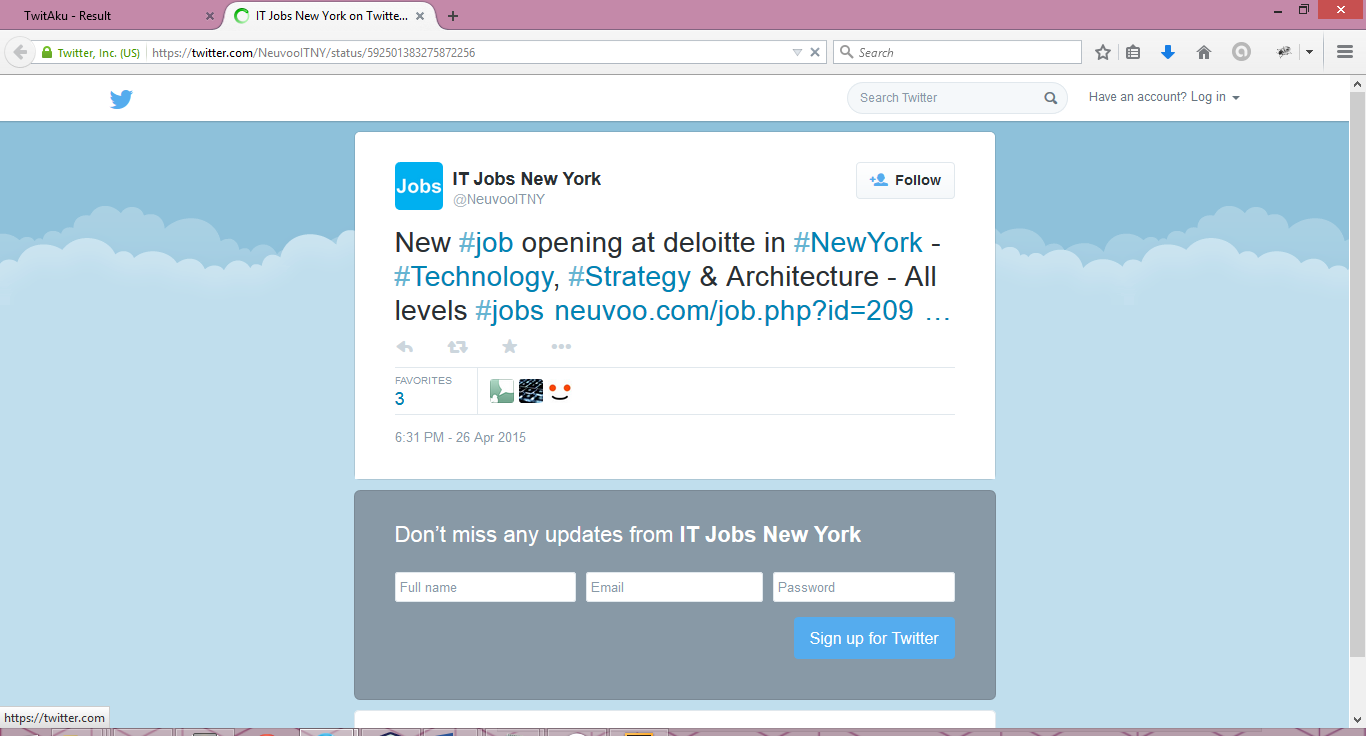 TwitAku - Result
IT Jobs New York on Twitte...
Twitter, Inc. (US)
https://twitter.com/NeuvooITNY/status/592501383275872256
Search
Search Twitter
Have an account? Log in
Jobs
IT Jobs New York
@NeuvooITNY
Follow
New #job opening at deloitte in #NewYork -
#Technology, #Strategy & Architecture - All
levels #jobs neuvoo.com/job.php?id=209 …
FAVORITES
3
6:31 PM - 26 Apr 2015
Don’t miss any updates from IT Jobs New York
Full name
Email
Password
Sign up for Twitter
https://twitter.com